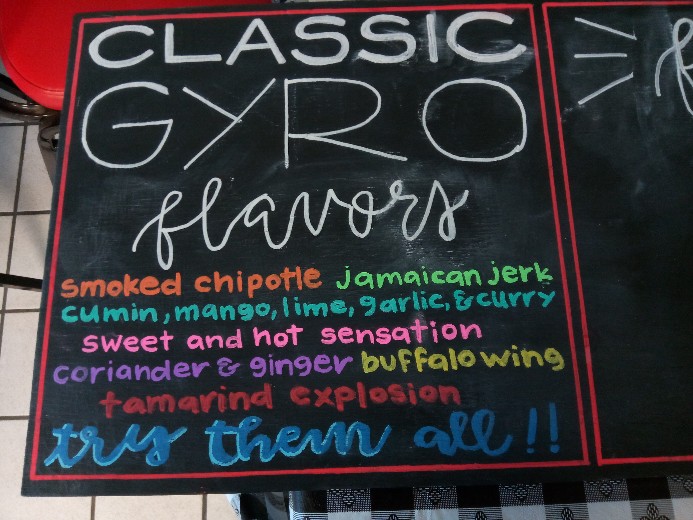 CLASSIC
GYRO
flavors
smoked chipotle jamaican jerk
cumin, mango, lime, garlic, & curry
sweet and hot sensation
coriander & ginger buffalo wing
tamarind explosion
try them all!!